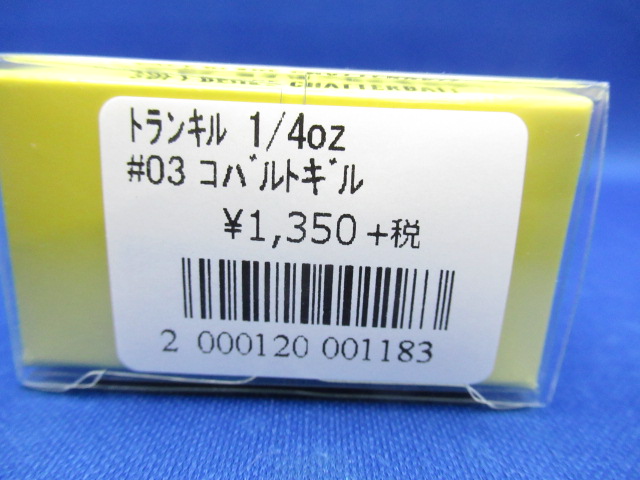 ﾄﾗﾝｷﾙ 1/4oz
#03 ｺﾊﾞﾙﾄｷﾞﾙ
¥1,350 +税
2 000120 001183